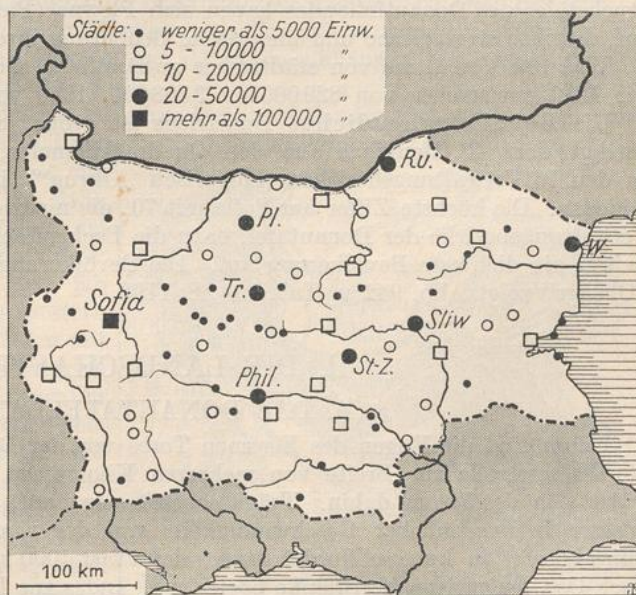 Städte: • weniger als 5000 Einw.
○ 5 - 10000 "
□ 10 - 20000 "
● 20 - 50000 "
■ mehr als 100000 "
Ru.
Pl.
W.
Tr.
Sofia
Sliw
St.-Z.
Phil.
100 km